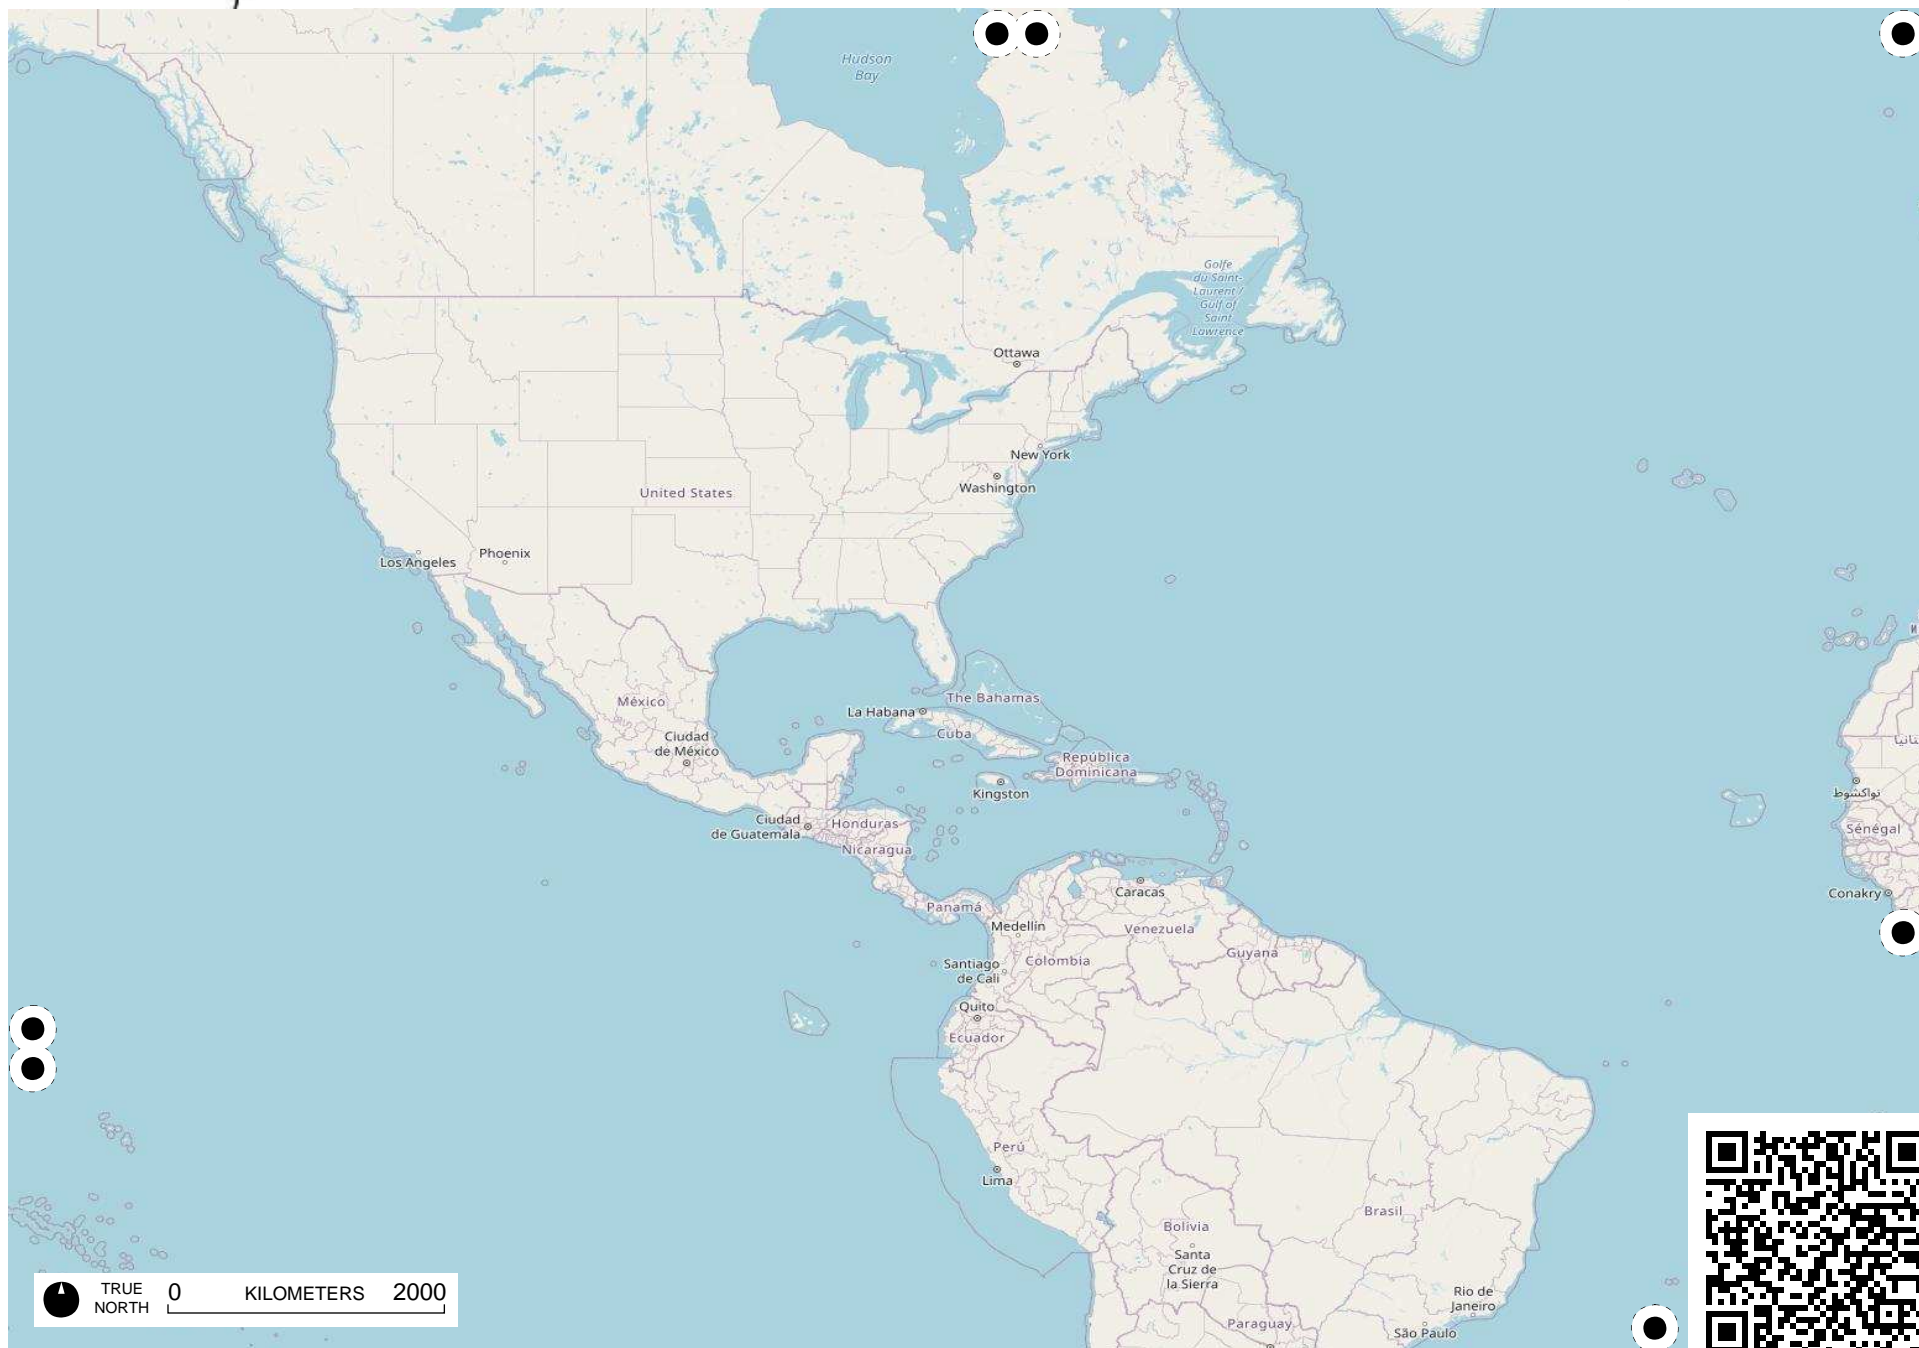 Hudson
Bay
Golfe
du Saint-
Laurent /
Gulf of
Saint
Lawrence
Ottawa
New York
Washington
United States
Los Angeles
Phoenix
México
Ciudad
de México
La Habana
The Bahamas
Cuba
República
Dominicana
Kingston
Ciudad
de Guatemala
Honduras
Nicaragua
نواكشوط
Sénégal
Conakry
Panamá
Caracas
Medellín
Venezuela
Guyana
Santiago
de Cali
Colombia
Quito
Ecuador
Perú
Lima
Brasil
Bolivia
Santa
Cruz de
la Sierra
Rio de
Janeiro
São Paulo
Paraguay
TRUE
NORTH
0 KILOMETERS 2000